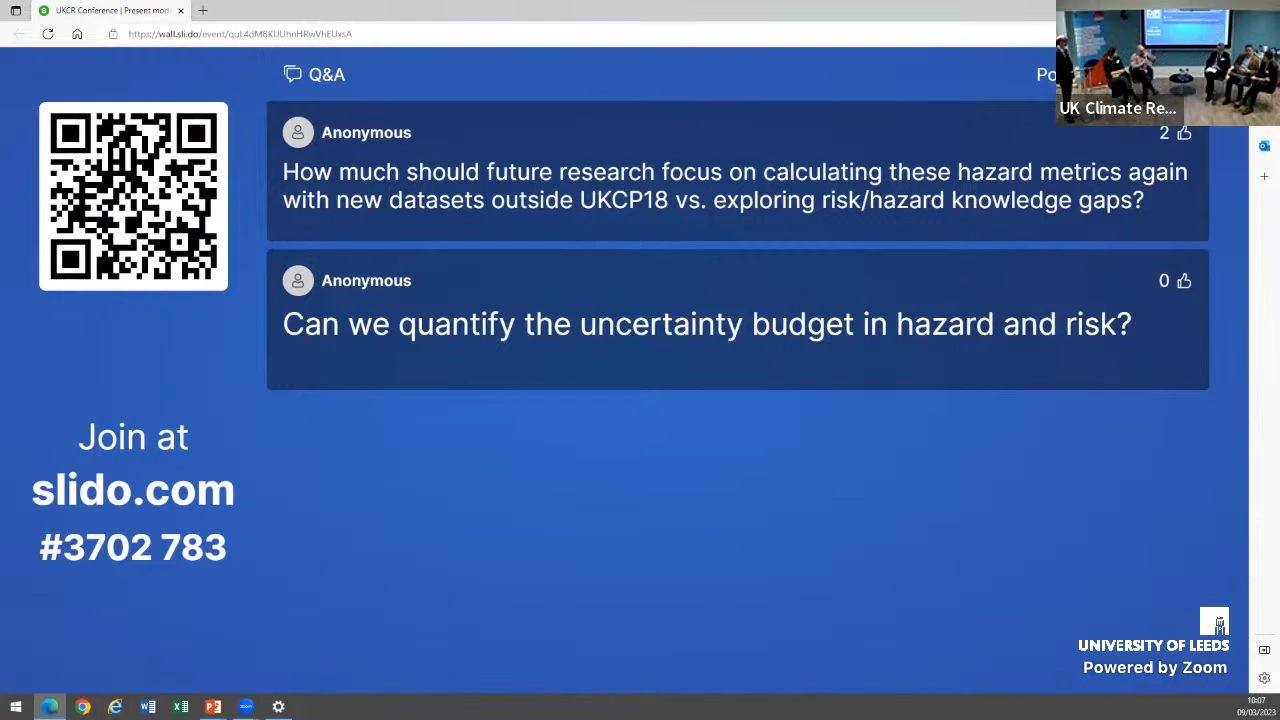 UKCR Conference | Present mod
https://wall.sli.do/event/quL4dM8KUUhnHRwVhEUxsA
Q&A
Po
UK Climate Re...
Anonymous
2
How much should future research focus on calculating these hazard metrics again
with new datasets outside UKCP18 vs. exploring risk/hazard knowledge gaps?
Anonymous
0
Can we quantify the uncertainty budget in hazard and risk?
Join at
slido.com
#3702 783
UNIVERSITY OF LEEDS
Powered by Zoom
10:07
09/03/2023